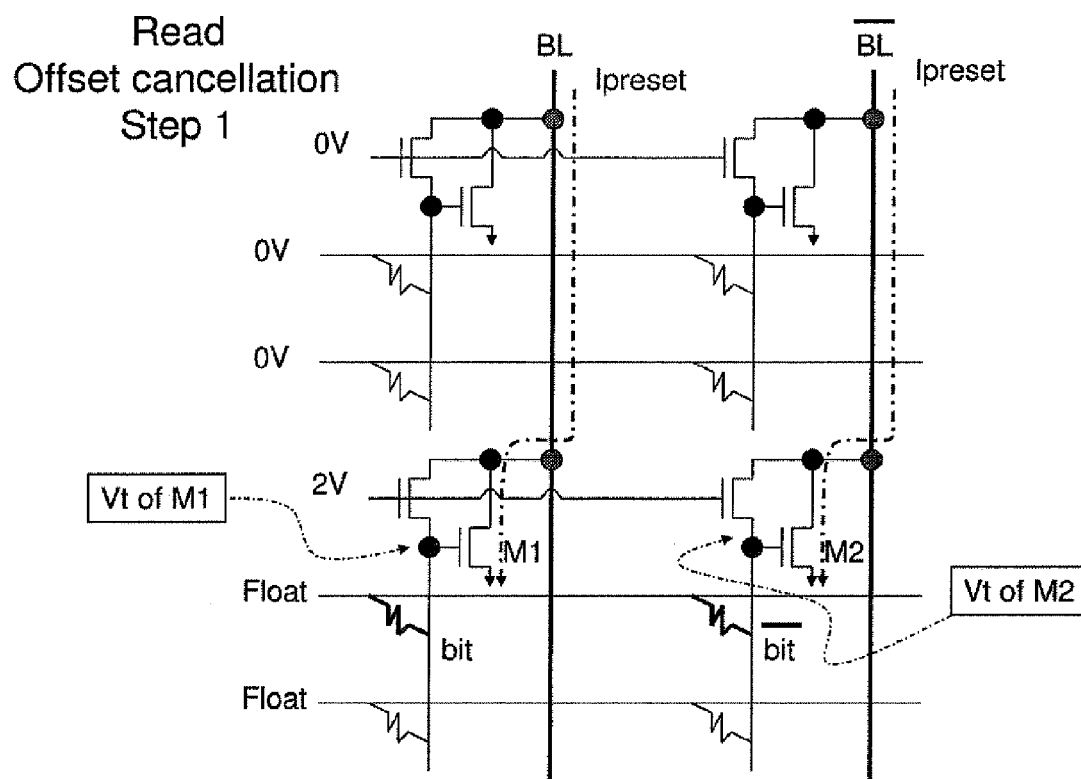 Read
Offset cancellation
Step 1
BL
Ipreset
BL
Ipreset
0V
0V
0V
Vt of M1
2V
M1
M2
Float
bit
bit
Vt of M2
Float